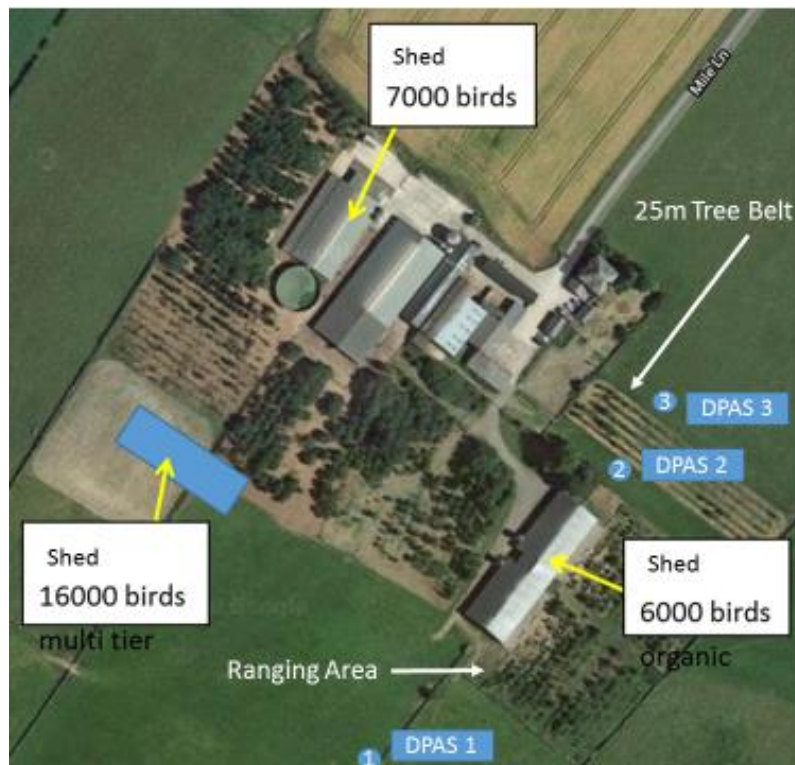 Shed
7000 birds
Mile Ln
25m Tree Belt
3 DPAS 3
2 DPAS 2
Shed
16000 birds
multi tier
Shed
6000 birds
organic
Ranging Area
1 DPAS 1